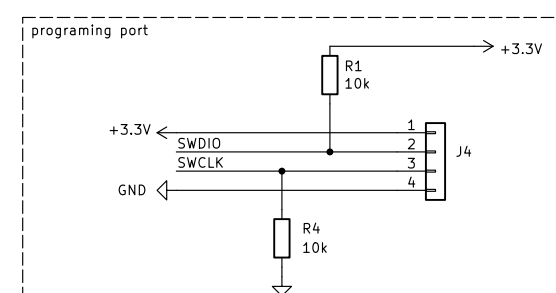 programing port
+3.3V
R1
10k
+3.3V
1
SWDIO
2
J4
SWCLK
3
GND
4
R4
10k